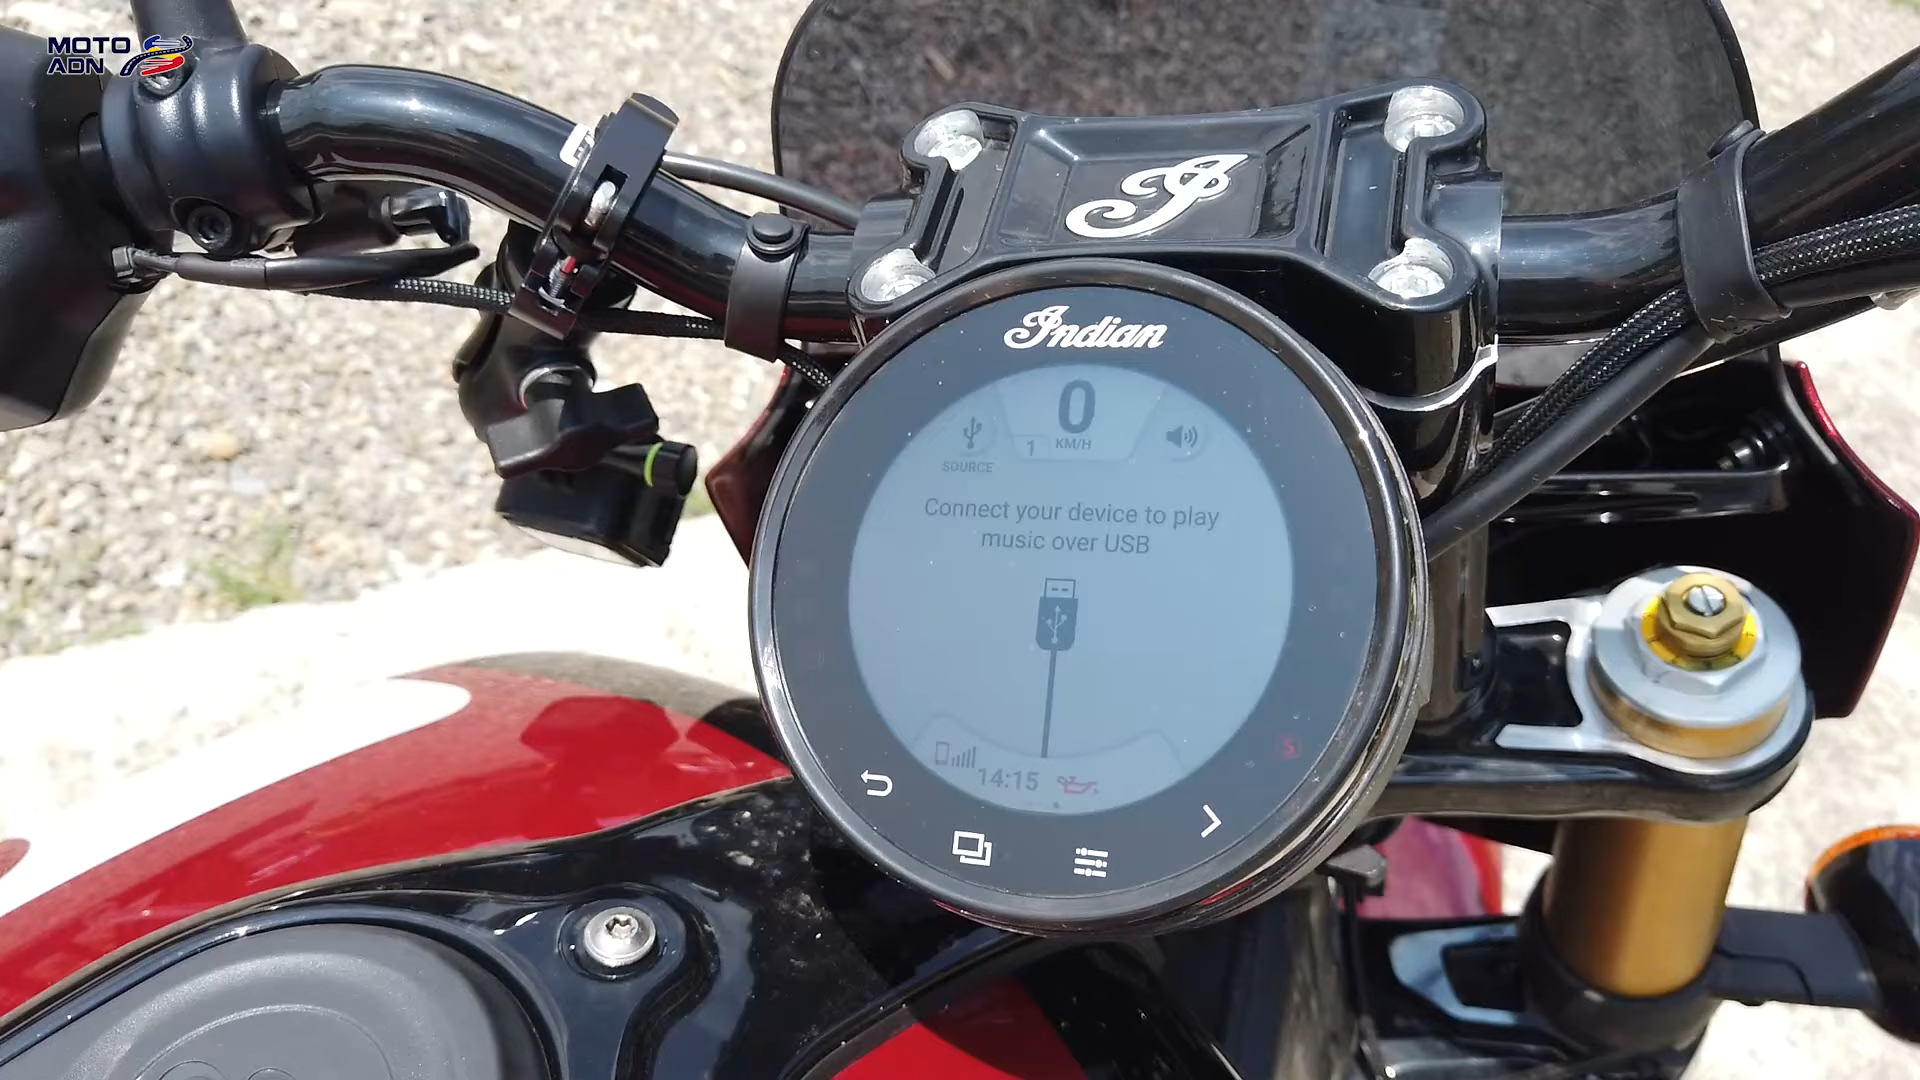 MOTO
ADN
Indian
0
1 KM/H
SOURCE
Connect your device to play
music over USB
14:15